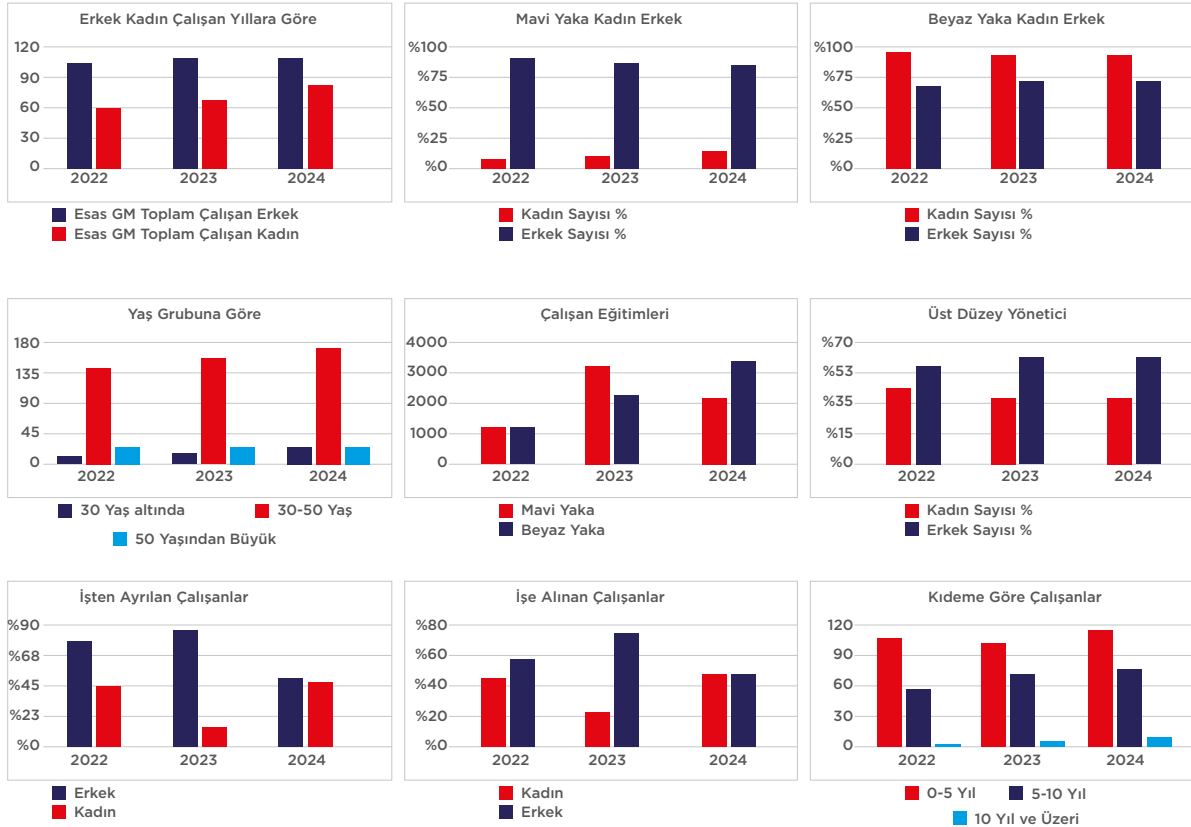 Erkek Kadın Çalışan Yıllara Göre
120
90
60
30
0
2022 2023 2024
Esas GM Toplam Çalışan Erkek
Esas GM Toplam Çalışan Kadın
Mavi Yaka Kadın Erkek
%100
%75
%50
%25
%0
2022 2023 2024
Kadın Sayısı %
Erkek Sayısı %
Beyaz Yaka Kadın Erkek
%100
%75
%50
%25
%0
2022 2023 2024
Kadın Sayısı %
Erkek Sayısı %
Yaş Grubuna Göre
180
135
90
45
0
2022 2023 2024
30 Yaş altında 30-50 Yaş
50 Yaşından Büyük
Çalışan Eğitimleri
4000
3000
2000
1000
0
2022 2023 2024
Mavi Yaka
Beyaz Yaka
Üst Düzey Yönetici
%70
%53
%35
%15
%0
2022 2023 2024
Kadın Sayısı %
Erkek Sayısı %
İşten Ayrılan Çalışanlar
%90
%68
%45
%23
%0
2022 2023 2024
Erkek
Kadın
İşe Alınan Çalışanlar
%80
%60
%40
%20
%0
2022 2023 2024
Kadın
Erkek
Kıdeme Göre Çalışanlar
120
90
60
30
0
2022 2023 2024
0-5 Yıl 5-10 Yıl
10 Yıl ve Üzeri